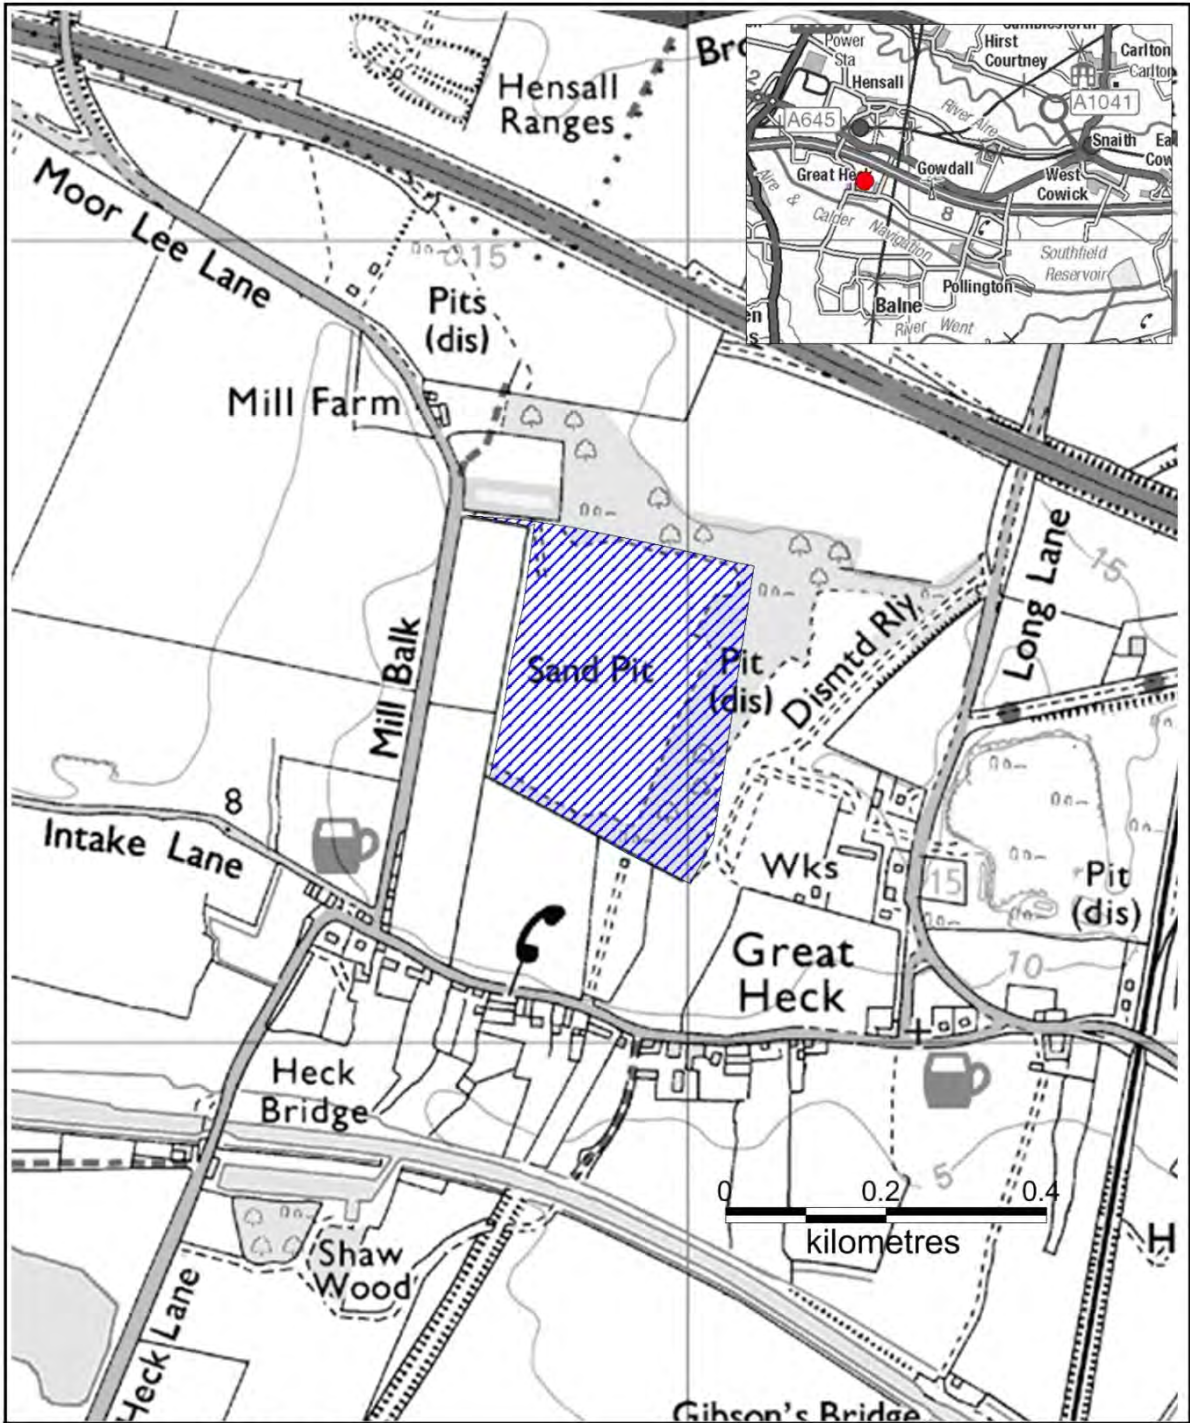 Hensall
Ranges
Moor Lee Lane
15
Pits
(dis)
Mill Farm
Long Lane
15
Mill Balk
Sand Pit
Pit
(dis)
Dismtd Rly
8
Intake Lane
Wks
15
Pit
(dis)
Great
Heck
10
Heck
Bridge
5
0 0.2 0.4
kilometres
Shaw
Wood
H
Heck Lane
Gibson's Bridge
Power
Sta
Hirst
Courtney
Carlton
Carlton
Hensall
A1041
A645
River Aire
Snaith
Gowdall
Great Heck
West
Cowick
Aire &
Calder Navigation
8
Southfield
Reservoir
Pollington
Balne
River Went